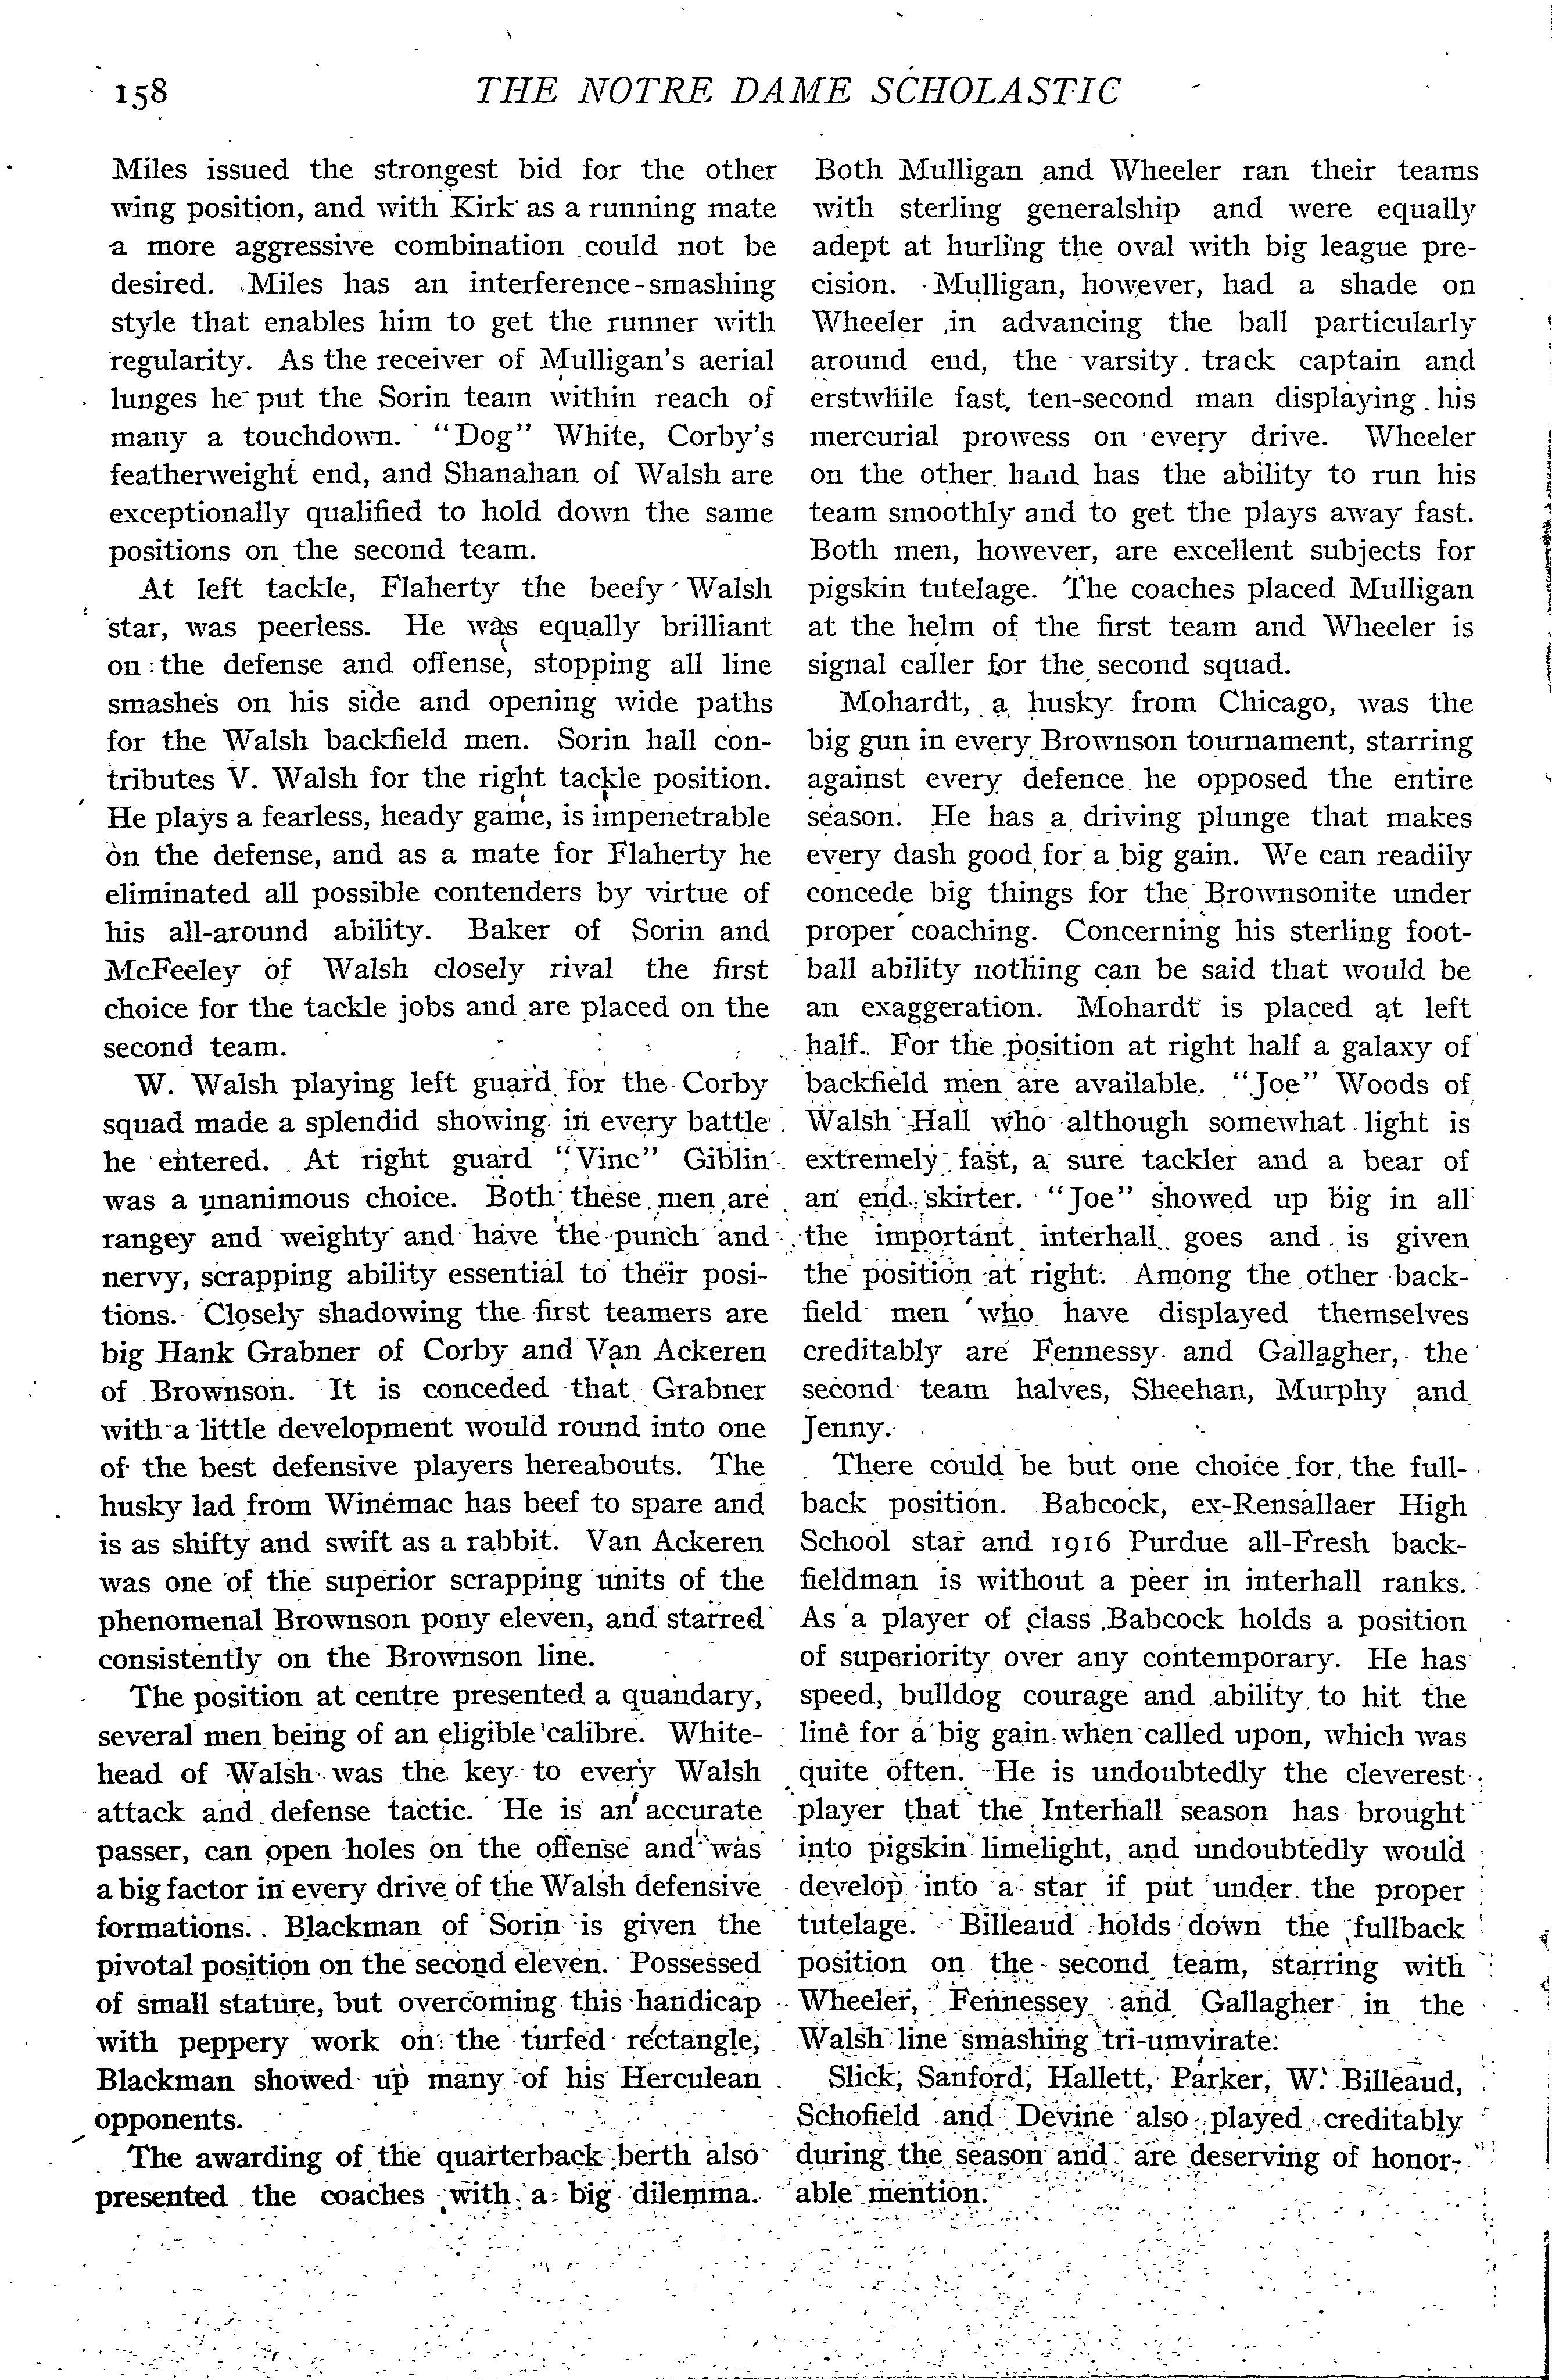 158
THE NOTRE DAME SCHOLASTIC
Miles issued the strongest bid for the other
wing position, and with Kirk as a running mate
a more aggressive combination could not be
desired. Miles has an interference-smashing
style that enables him to get the runner with
regularity. As the receiver of Mulligan's aerial
lunges he put the Sorin team within reach of
many a touchdown. "Dog" White, Corby's
featherweight end, and Shanahan of Walsh are
exceptionally qualified to hold down the same
positions on the second team.
At left tackle, Flaherty the beefy Walsh
star, was peerless. He was equally brilliant
on the defense and offense, stopping all line
smashes on his side and opening wide paths
for the Walsh backfield men. Sorin hall con-
tributes V. Walsh for the right tackle position.
He plays a fearless, heady game, is impenetrable
on the defense, and as a mate for Flaherty he
eliminated all possible contenders by virtue of
his all-around ability. Baker of Sorin and
McFeeley of Walsh closely rival the first
choice for the tackle jobs and are placed on the
second team.
W. Walsh playing left guard for the Corby
squad made a splendid showing in every battle
he entered. At right guard "Vinc" Giblin
was a unanimous choice. Both these men are
rangey and weighty and have the punch and
nervy, scrapping ability essential to their posi-
tions. Closely shadowing the first teamers are
big Hank Grabner of Corby and Van Ackeren
of Brownson. It is conceded that Grabner
with a little development would round into one
of the best defensive players hereabouts. The
husky lad from Winemac has beef to spare and
is as shifty and swift as a rabbit. Van Ackeren
was one of the superior scrapping units of the
phenomenal Brownson pony eleven, and starred
consistently on the Brownson line.
The position at centre presented a quandary,
several men being of an eligible calibre. White-
head of Walsh was the key to every Walsh
attack and defense tactic. He is an accurate
passer, can open holes on the offense and was
a big factor in every drive of the Walsh defensive
formations. Blackman of Sorin is given the
pivotal position on the second eleven. Possessed
of small stature, but overcoming this handicap
with peppery work on the turfed rectangle,
Blackman showed up many of his Herculean
opponents.
The awarding of the quarterback berth also
presented the coaches with a big dilemma.
Both Mulligan and Wheeler ran their teams
with sterling generalship and were equally
adept at hurling the oval with big league pre-
cision. Mulligan, however, had a shade on
Wheeler in advancing the ball particularly
around end, the varsity track captain and
erstwhile fast, ten-second man displaying his
mercurial prowess on every drive. Wheeler
on the other hand has the ability to run his
team smoothly and to get the plays away fast.
Both men, however, are excellent subjects for
pigskin tutelage. The coaches placed Mulligan
at the helm of the first team and Wheeler is
signal caller for the second squad.
Mohardt, a husky from Chicago, was the
big gun in every Brownson tournament, starring
against every defence he opposed the entire
season. He has a driving plunge that makes
every dash good for a big gain. We can readily
concede big things for the Brownsonite under
proper coaching. Concerning his sterling foot-
ball ability nothing can be said that would be
an exaggeration. Mohardt is placed at left
half. For the position at right half a galaxy of
backfield men are available. "Joe" Woods of
Walsh Hall who although somewhat light is
extremely fast, a sure tackler and a bear of
an end skirter. "Joe" showed up big in all
the important interhall goes and is given
the position at right. Among the other back-
field men who have displayed themselves
creditably are Fennessy and Gallagher, the
second team halves, Sheehan, Murphy and
Jenny.
There could be but one choice for the full-
back position. Babcock, ex-Rensallaer High
School star and 1916 Purdue all-Fresh back-
fieldman is without a peer in interhall ranks.
As a player of class Babcock holds a position
of superiority over any contemporary. He has
speed, bulldog courage and ability to hit the
line for a big gain when called upon, which was
quite often. He is undoubtedly the cleverest
player that the Interhall season has brought
into pigskin limelight, and undoubtedly would
develop into a star if put under the proper
tutelage. Billeaud holds down the fullback
position on the second team, starring with
Wheeler, Fennessey and Gallagher in the
Walsh line smashing tri-umvirate.
Slick, Sanford, Hallett, Parker, W. Billeaud,
Schofield and Devine also played creditably
during the season and are deserving of honor-
able mention.